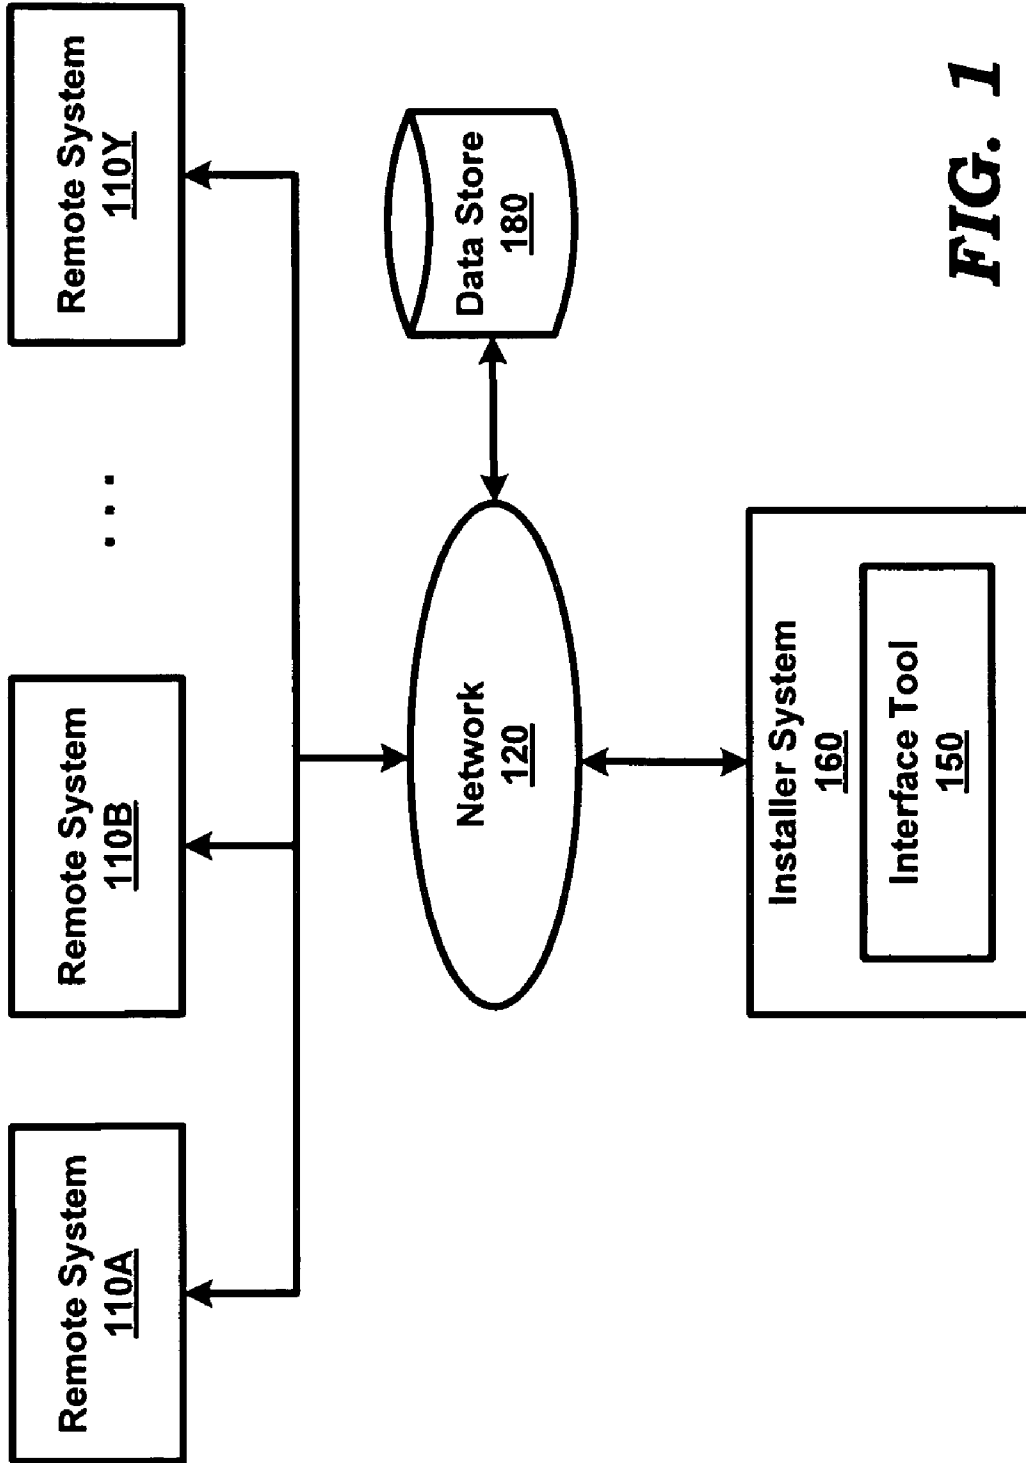 Remote System
110A
Remote System
110B
. . .
Remote System
110Y
Network
120
Data Store
180
Installer System
160
Interface Tool
150
FIG. 1